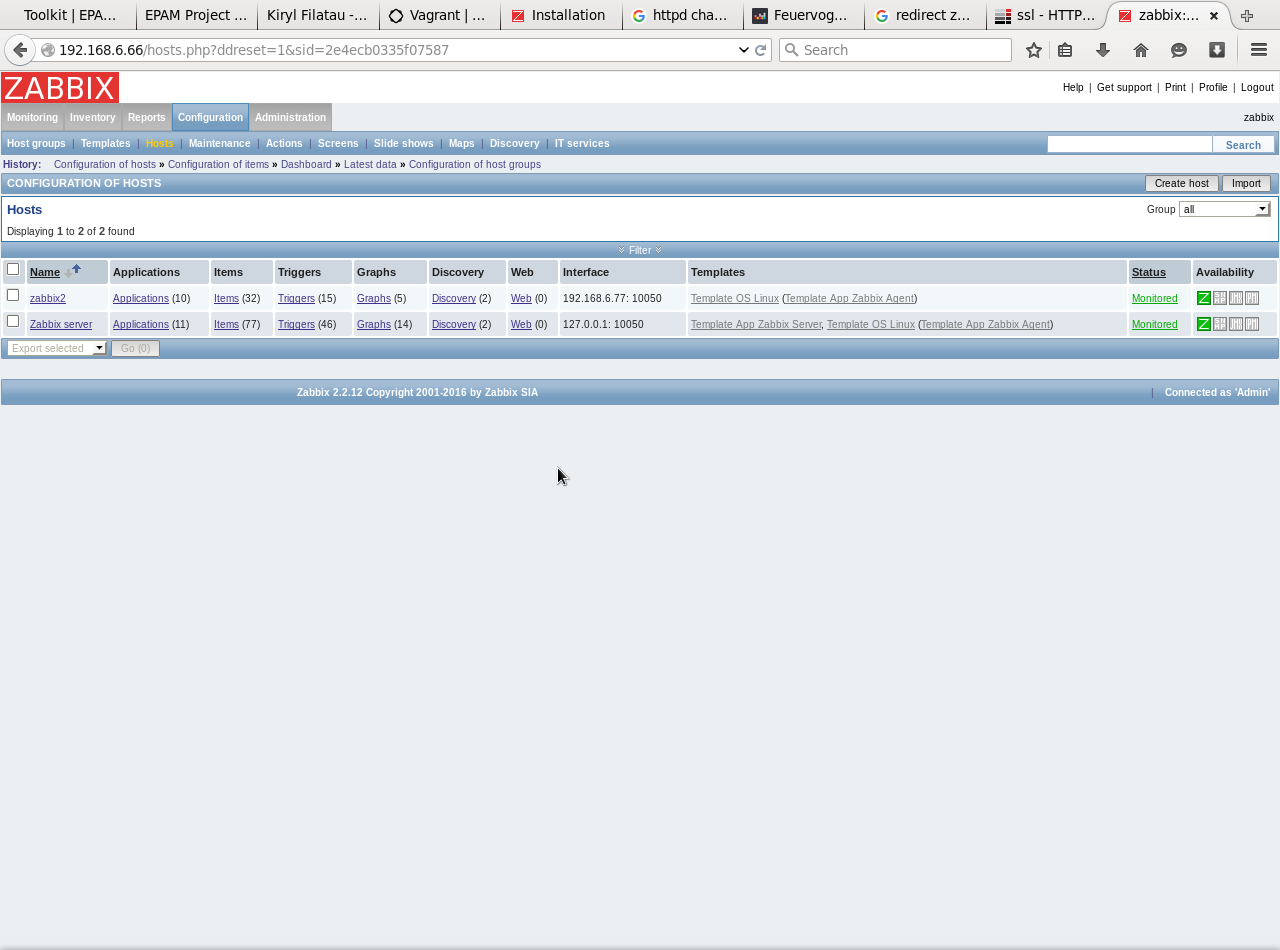 Toolkit | EPA... EPAM Project ... Kiryl Filatau -... Vagrant | ... Installation httpd cha... Feuervog... redirect z... ssl - HTTP... zabbix:...
192.168.6.66/hosts.php?ddreset=1&sid=2e4ecb0335f07587 Search
ZABBIX
Help | Get support | Print | Profile | Logout
Monitoring Inventory Reports Configuration Administration zabbix
Host groups | Templates | Hosts | Maintenance | Actions | Screens | Slide shows | Maps | Discovery | IT services Search
History: Configuration of hosts » Configuration of items » Dashboard » Latest data » Configuration of host groups
CONFIGURATION OF HOSTS Create host Import
Hosts Group all
Displaying 1 to 2 of 2 found
Filter
Name Applications Items Triggers Graphs Discovery Web Interface Templates Status Availability
zabbix2 Applications (10) Items (32) Triggers (15) Graphs (5) Discovery (2) Web (0) 192.168.6.77: 10050 Template OS Linux (Template App Zabbix Agent) Monitored Z
Zabbix server Applications (11) Items (77) Triggers (46) Graphs (14) Discovery (2) Web (0) 127.0.0.1: 10050 Template App Zabbix Server, Template OS Linux (Template App Zabbix Agent) Monitored Z
Export selected Go (0)
Zabbix 2.2.12 Copyright 2001-2016 by Zabbix SIA | Connected as 'Admin'